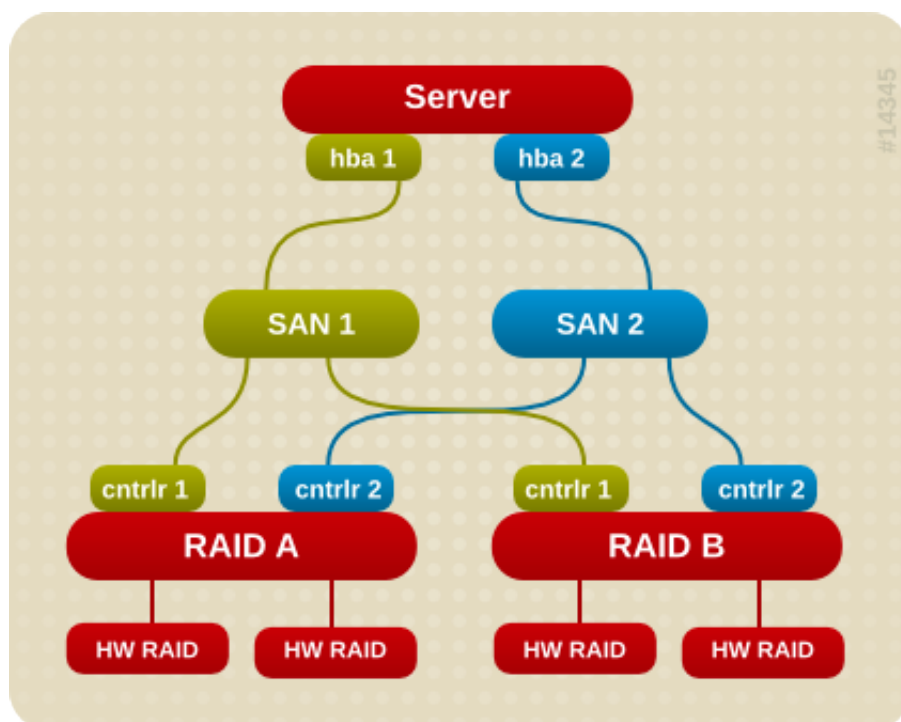 #14345
Server
hba 1
hba 2
SAN 1
SAN 2
cntrlr 1
cntrlr 2
cntrlr 1
cntrlr 2
RAID A
RAID B
HW RAID
HW RAID
HW RAID
HW RAID